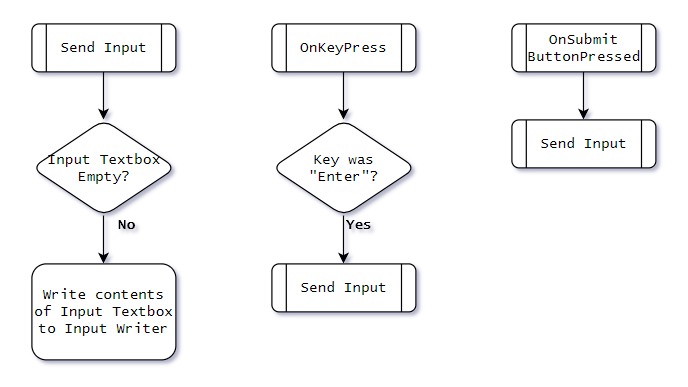 Send Input
Input Textbox
Empty?
No
Write contents
of Input Textbox
to Input Writer
OnKeyPress
Key was
"Enter"?
Yes
Send Input
OnSubmit
ButtonPressed
Send Input